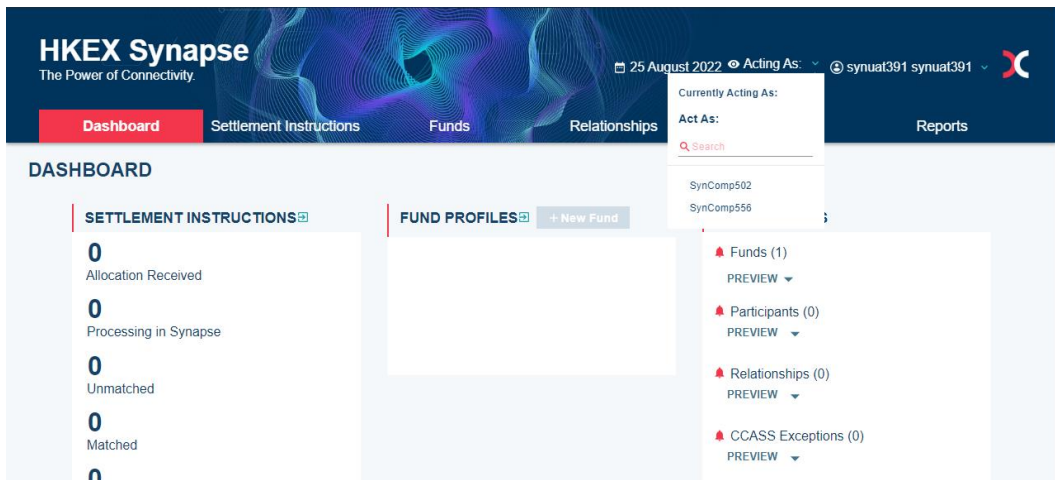 HKEX Synapse
The Power of Connectivity.
25 August 2022 Acting As: synuat391 synuat391
Currently Acting As:
Act As:
Search
SynComp502
SynComp556
Dashboard Settlement Instructions Funds Relationships Reports
DASHBOARD
SETTLEMENT INSTRUCTIONS
0
Allocation Received
0
Processing in Synapse
0
Unmatched
0
Matched
FUND PROFILES + New Fund
Funds (1)
PREVIEW
Participants (0)
PREVIEW
Relationships (0)
PREVIEW
CCASS Exceptions (0)
PREVIEW